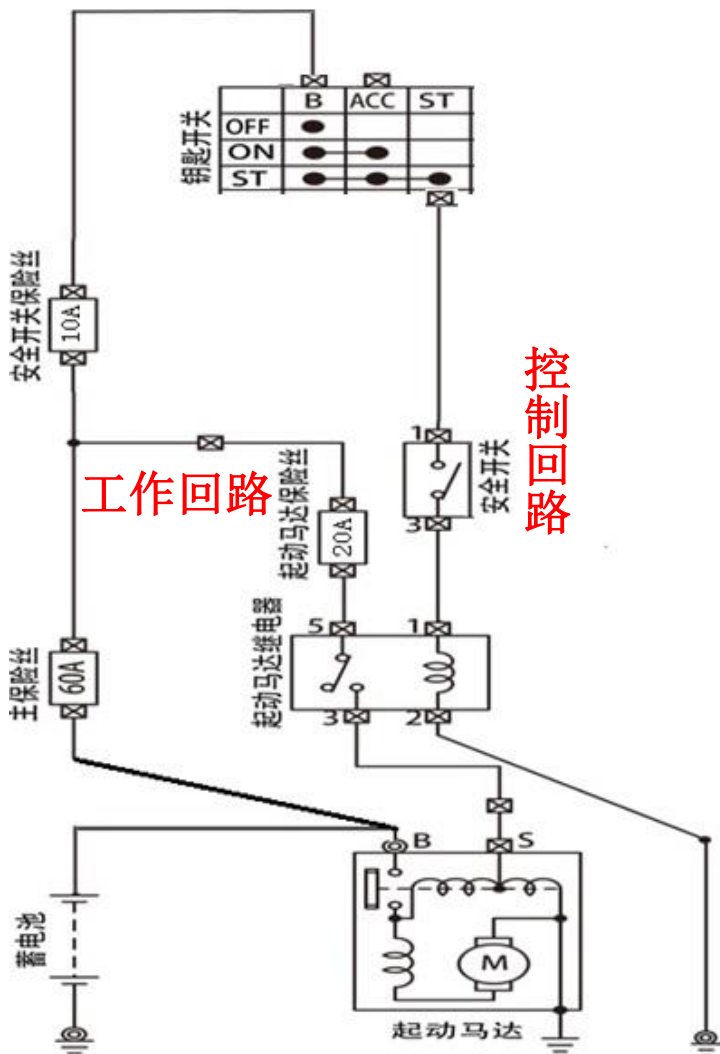 B ACC ST
OFF
ON
ST
钥匙开关
安全开关保险丝
10A
控制回路
1
安全开关
3
工作回路
起动马达保险丝
20A
起动马达继电器
5
1
3
2
主保险丝
60A
B
S
蓄电池
M
起动马达